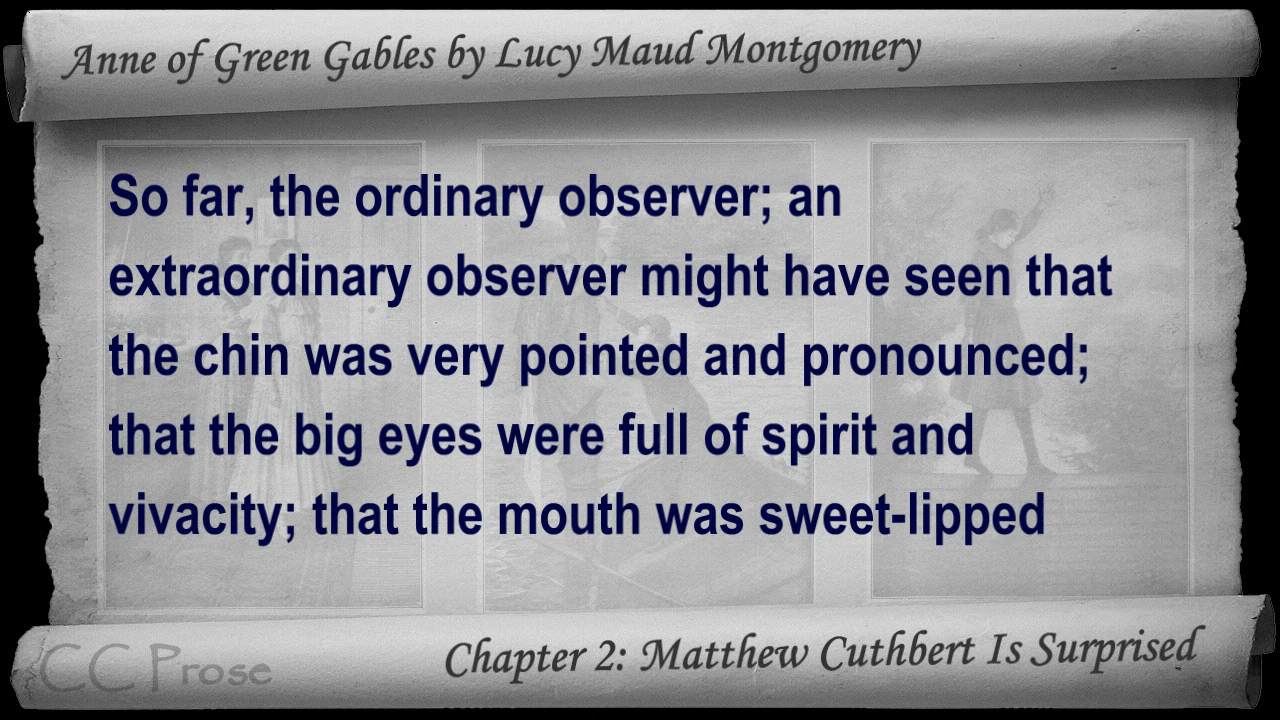 Anne of Green Gables by Lucy Maud Montgomery
So far, the ordinary observer; an
extraordinary observer might have seen that
the chin was very pointed and pronounced;
that the big eyes were full of spirit and
vivacity; that the mouth was sweet-lipped
CC Prose
Chapter 2: Matthew Cuthbert Is Surprised